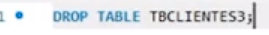 1 DROP TABLE TBCLIENTES3;